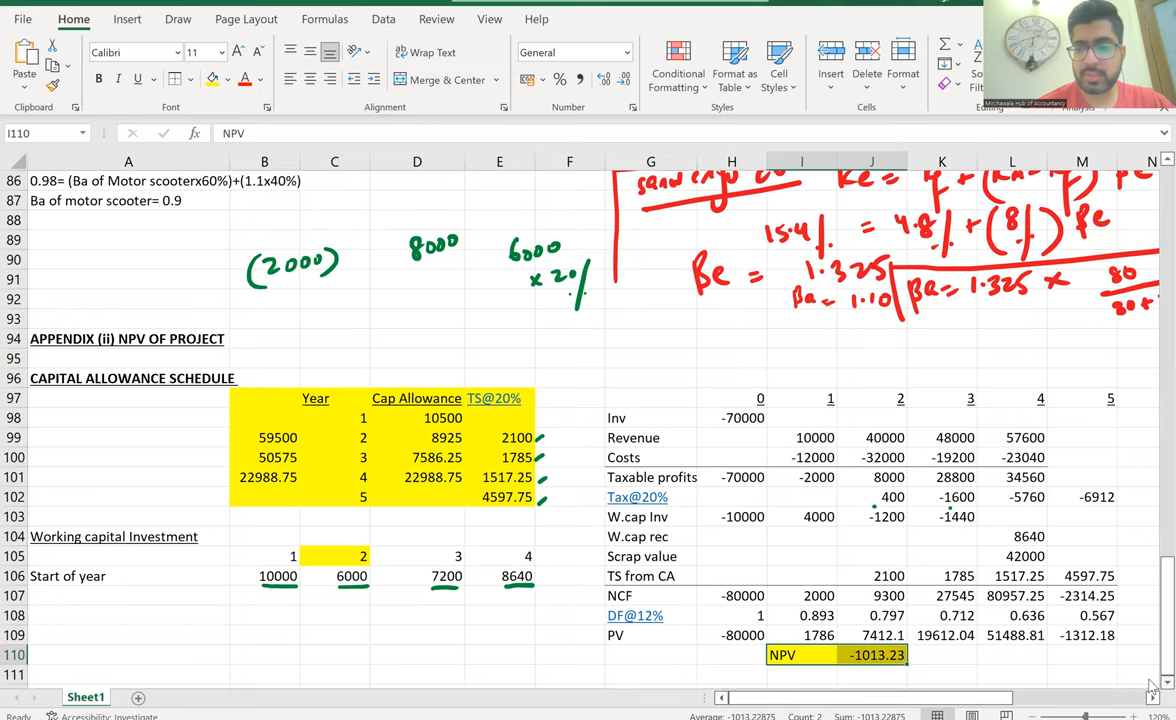 File Home Insert Draw Page Layout Formulas Data Review View Help
Paste
Calibri 11 A A
Wrap Text
General
B I U A
Merge & Center
% , .00
Conditional Formatting
Format as Table
Cell Styles
Insert Delete Format
Clipboard Font Alignment Number Styles Cells
Mirchawala Hub of Accountancy
I110 fx NPV
A B C D E F G H I J K L M N
86 0.98= (Ba of Motor scooterx60%)+(1.1x40%)
87 Ba of motor scooter= 0.9
88
89
90
91
92
93
(2000) 8000 6000
x 20%
15.4% = 4.8% + (8%) βe
βe = 1.325
βa = 1.10
βa = 1.325 x 80
94 APPENDIX (ii) NPV OF PROJECT
95
96 CAPITAL ALLOWANCE SCHEDULE
97 Year Cap Allowance TS@20% 0 1 2 3 4 5
98 1 10500 Inv -70000
99 59500 2 8925 2100 Revenue 10000 40000 48000 57600
100 50575 3 7586.25 1785 Costs -12000 -32000 -19200 -23040
101 22988.75 4 22988.75 1517.25 Taxable profits -70000 -2000 8000 28800 34560
102 5 4597.75 Tax@20% 400 -1600 -5760 -6912
103 W.cap Inv -10000 4000 -1200 -1440
104 Working capital Investment W.cap rec 8640
105 1 2 3 4 Scrap value 42000
106 Start of year 10000 6000 7200 8640 TS from CA 2100 1785 1517.25 4597.75
107 NCF -80000 2000 9300 27545 80957.25 -2314.25
108 DF@12% 1 0.893 0.797 0.712 0.636 0.567
109 PV -80000 1786 7412.1 19612.04 51488.81 -1312.18
110 NPV -1013.23
111
Sheet1
Ready Accessibility: Investigate Average: -1013.22875 Count: 2 Sum: -1013.22875 120%